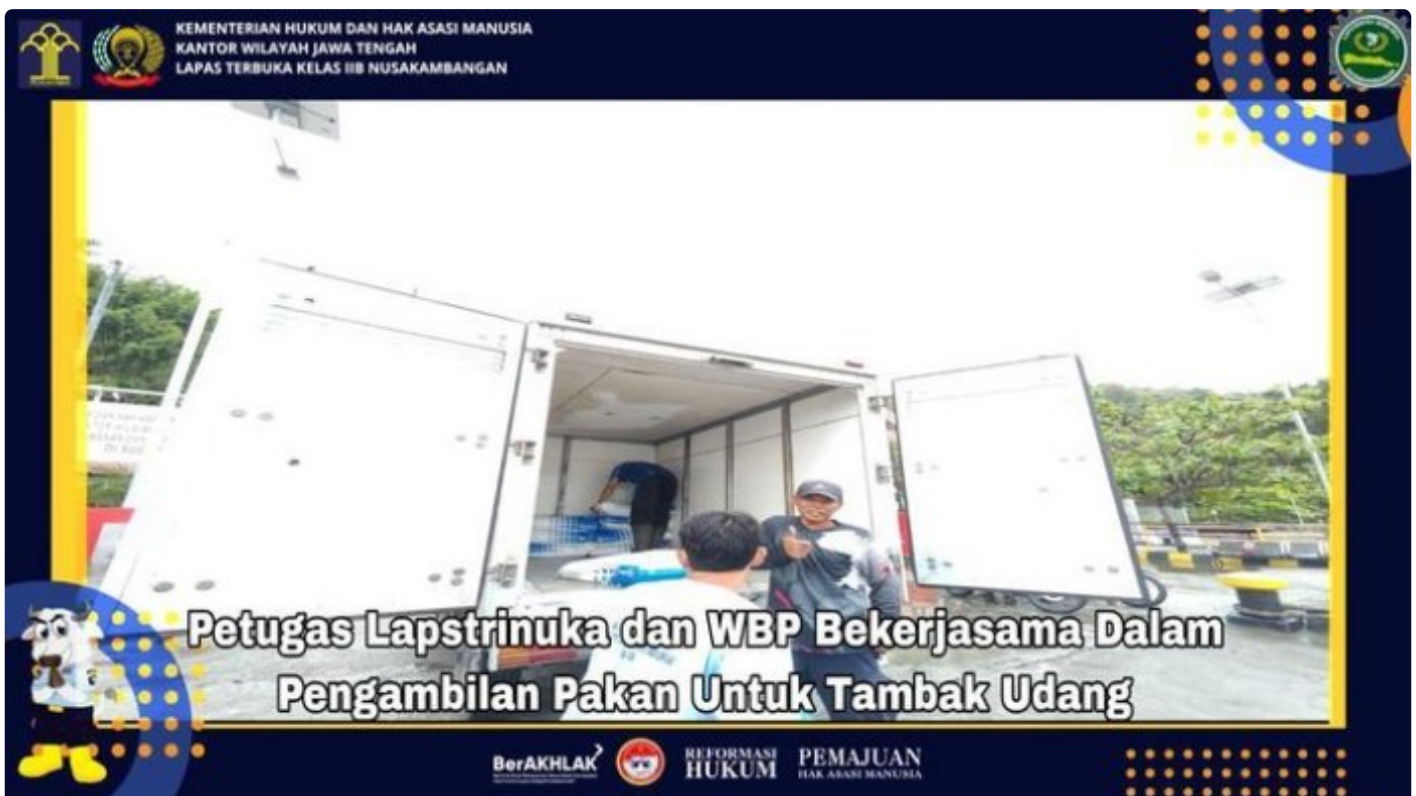 KEMENTERIAN HUKUM DAN HAK ASASI MANUSIA
KANTOR WILAYAH JAWA TENGAH
LAPAS TERBUKA KELAS IIB NUSAKAMBANGAN
Petugas Lapstrinuka dan WBP Bekerjasama Dalam
Pengambilan Pakan Untuk Tambak Udang
BerAKHLAK
REFORMASI
HUKUM
PEMAJUAN
HAK ASASI MANUSIA